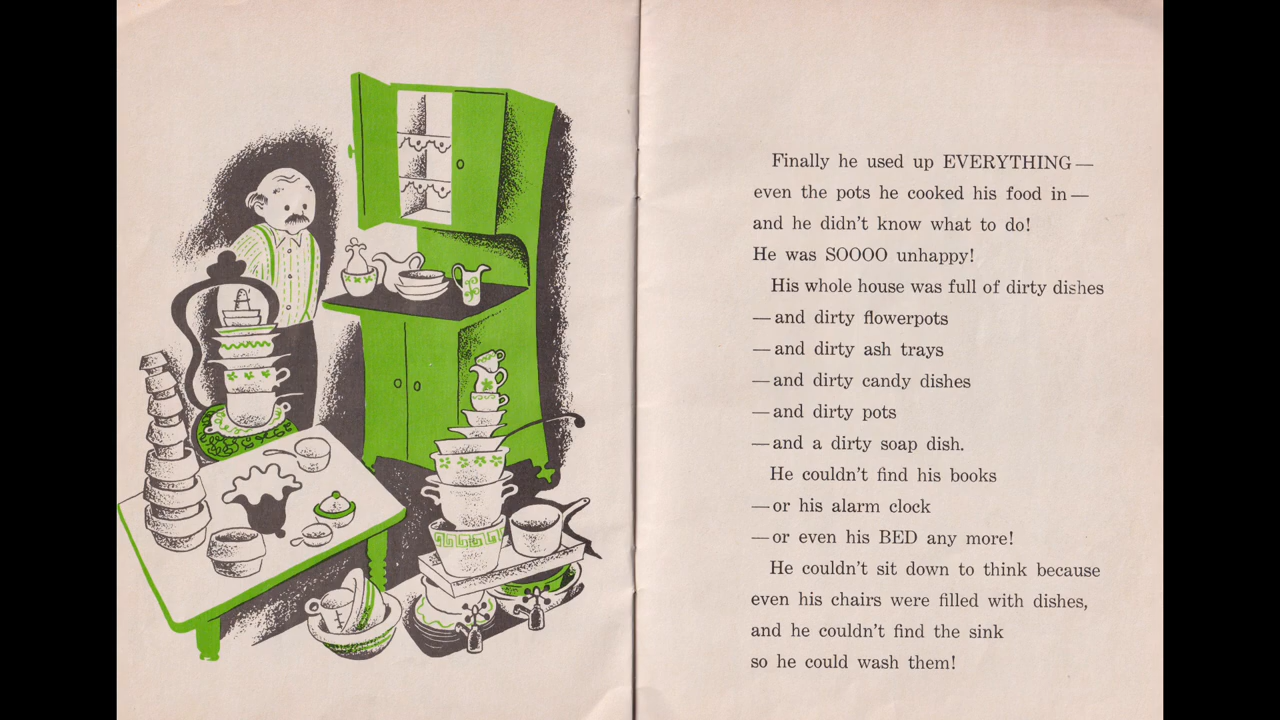 Finally he used up EVERYTHING—
even the pots he cooked his food in—
and he didn't know what to do!
He was SOOOO unhappy!
His whole house was full of dirty dishes
—and dirty flowerpots
—and dirty ash trays
—and dirty candy dishes
—and dirty pots
—and a dirty soap dish.
He couldn't find his books
—or his alarm clock
—or even his BED any more!
He couldn't sit down to think because
even his chairs were filled with dishes,
and he couldn't find the sink
so he could wash them!